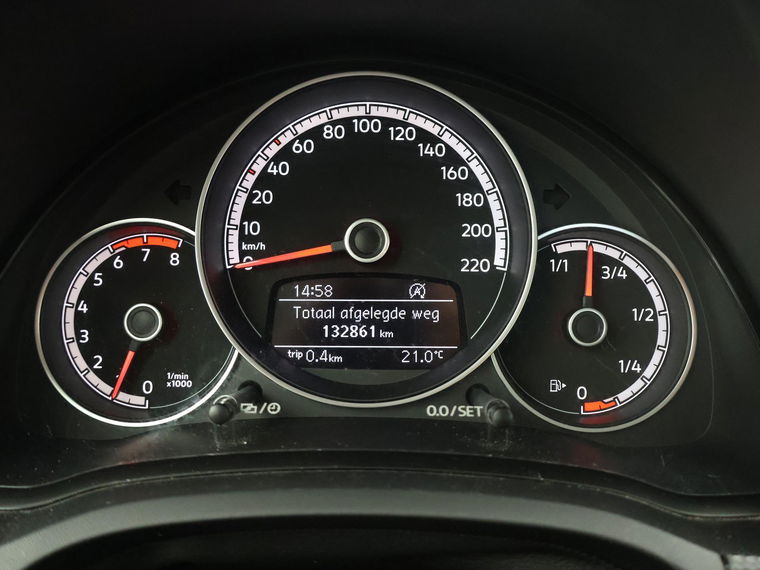 100
80 120
60 140
40 160
20 180
10 200
km/h
0 220
6 7 8
5
4
3
2
1/min
x1000
0
14:58
Totaal afgelegde weg
132861 km
trip 0.4 km 21.0 °C
1/1 3/4
1/2
1/4
0
0.0/SET